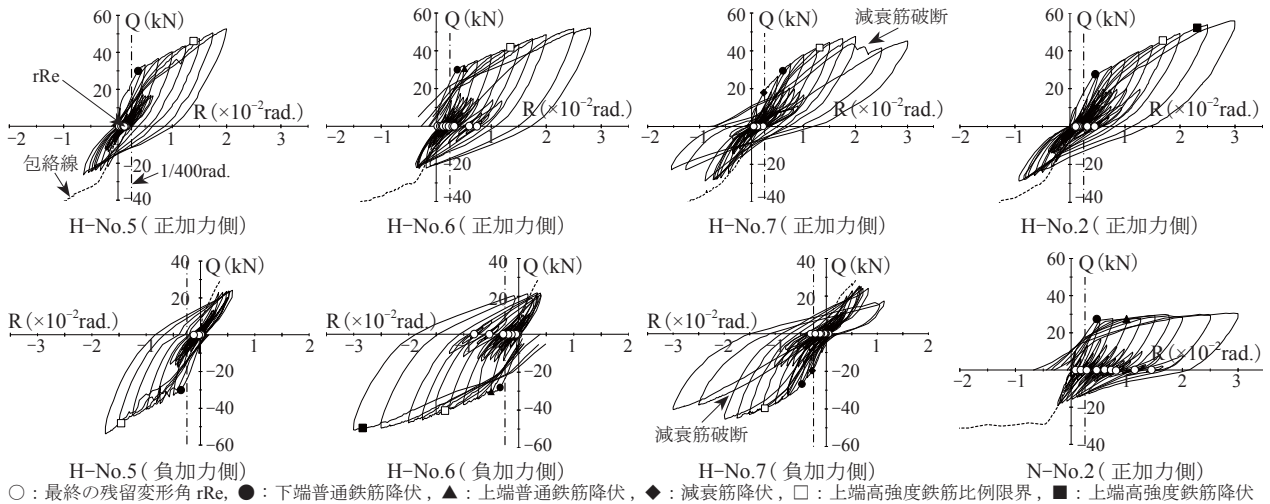 60
Q(kN)
40
20
rRe
R(×10⁻²rad.)
-2
-1
1
2
3
-20
-40
包絡線
1/400rad.
H-No.5(正加力側)
60
Q(kN)
40
20
R(×10⁻²rad.)
-1
1
2
3
-20
-40
H-No.6(正加力側)
60
Q(kN)
減衰筋破断
40
20
R(×10⁻²rad.)
-2
-1
1
2
3
-20
-40
H-No.7(正加力側)
60
Q(kN)
40
20
R(×10⁻²rad.)
-2
-1
1
2
3
-20
-40
H-No.2(正加力側)
40
Q(kN)
20
R(×10⁻²rad.)
-3
-2
-1
1
2
-20
-40
-60
H-No.5(負加力側)
40
Q(kN)
20
R(×10⁻²rad.)
-3
-2
-1
1
2
-20
-40
-60
H-No.6(負加力側)
40
Q(kN)
20
R(×10⁻²rad.)
-3
-2
-1
1
2
-20
-40
-60
減衰筋破断
H-No.7(負加力側)
60
Q(kN)
40
20
R(×10⁻²rad.)
-2
-1
1
2
3
-20
-40
N-No.2(正加力側)
○:最終の残留変形角 rRe, ●:下端普通鉄筋降伏, ▲:上端普通鉄筋降伏, ◆:減衰筋降伏, □:上端高強度鉄筋比例限界, ■:上端高強度鉄筋降伏